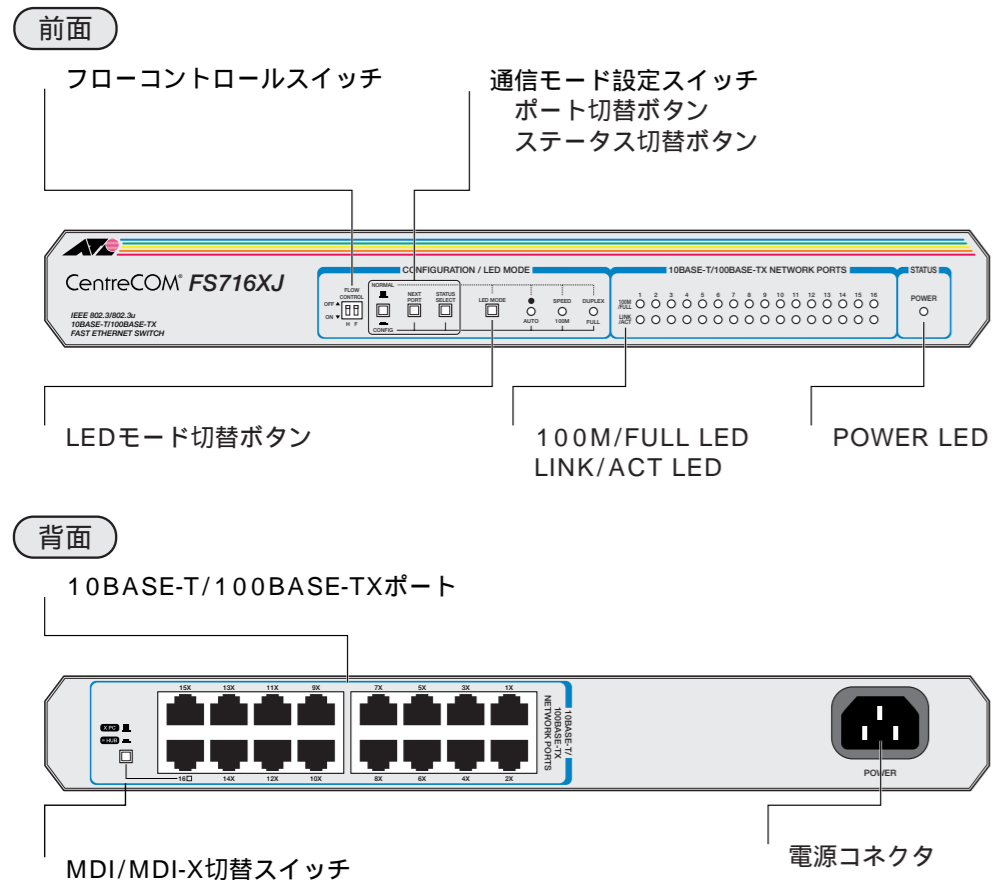 前面
フローコントロールスイッチ
通信モード設定スイッチ
ポート切替ボタン
ステータス切替ボタン
CentreCOM® FS716XJ
IEEE 802.3/802.3u
10BASE-T/100BASE-TX
FAST ETHERNET SWITCH
CONFIGURATION / LED MODE
FLOW
CONTROL
OFF
ON
H F
NORMAL
CONFIG
NEXT
PORT
STATUS
SELECT
LED MODE
AUTO
SPEED
100M
DUPLEX
FULL
10BASE-T/100BASE-TX NETWORK PORTS
1 2 3 4 5 6 7 8 9 10 11 12 13 14 15 16
100M
/FULL
LINK
/ACT
STATUS
POWER
LEDモード切替ボタン
100M/FULL LED
LINK/ACT LED
POWER LED
背面
10BASE-T/100BASE-TXポート
15X 13X 11X 9X 7X 5X 3X 1X
X PC
= HUB
16 14X 12X 10X 8X 6X 4X 2X
10BASE-T/
100BASE-TX
NETWORK PORTS
POWER
MDI/MDI-X切替スイッチ
電源コネクタ